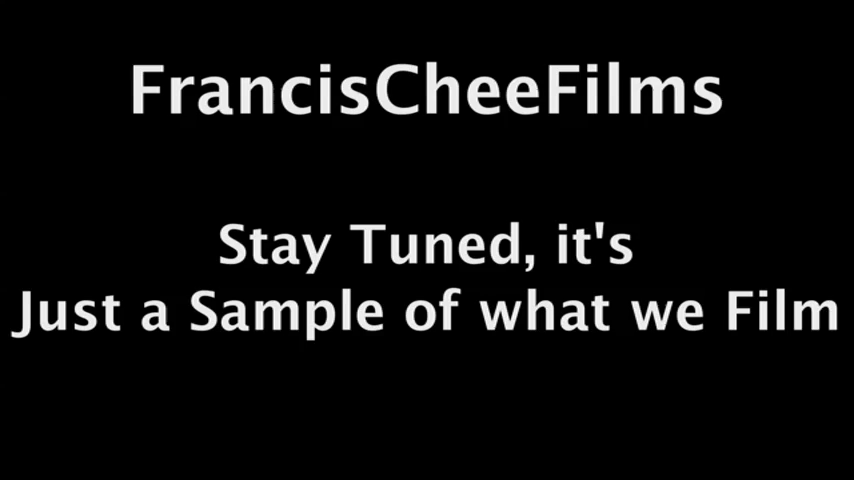 FrancisCheeFilms
Stay Tuned, it's
Just a Sample of what we Film